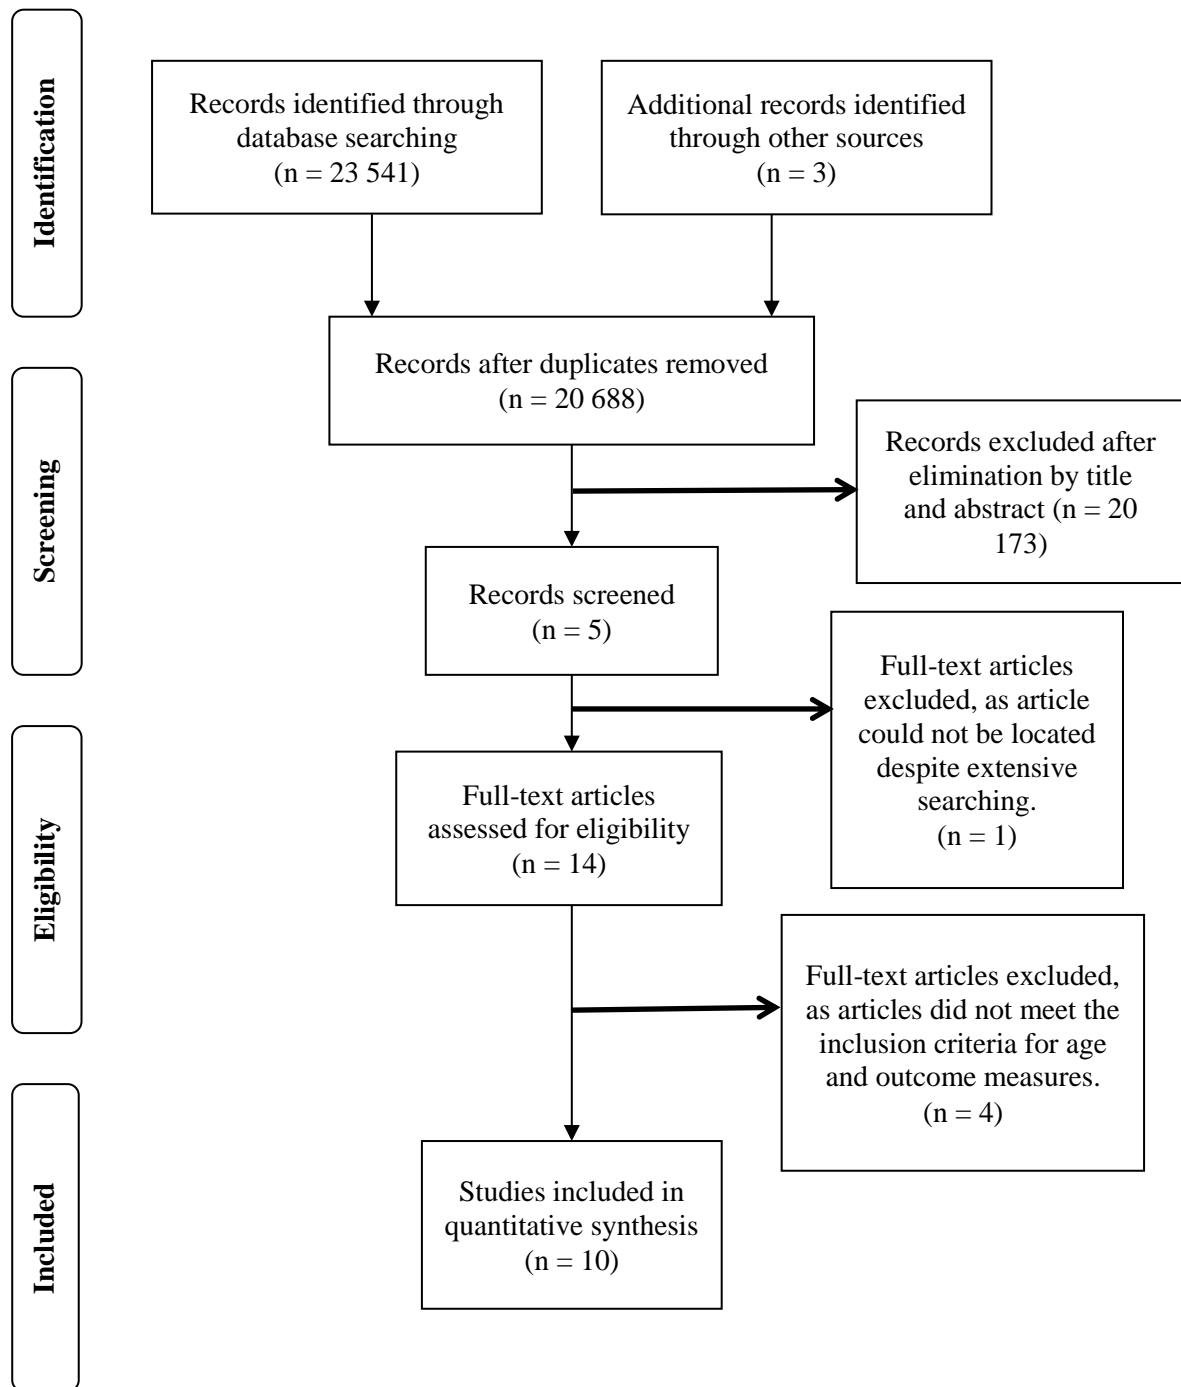 Identification
Records identified through
database searching
(n = 23 541)
Additional records identified
through other sources
(n = 3)
Records after duplicates removed
(n = 20 688)
Screening
Records excluded after
elimination by title
and abstract (n = 20
173)
Records screened
(n = 5)
Full-text articles
excluded, as article
could not be located
despite extensive
searching.
(n = 1)
Eligibility
Full-text articles
assessed for eligibility
(n = 14)
Full-text articles excluded,
as articles did not meet the
inclusion criteria for age
and outcome measures.
(n = 4)
Included
Studies included in
quantitative synthesis
(n = 10)